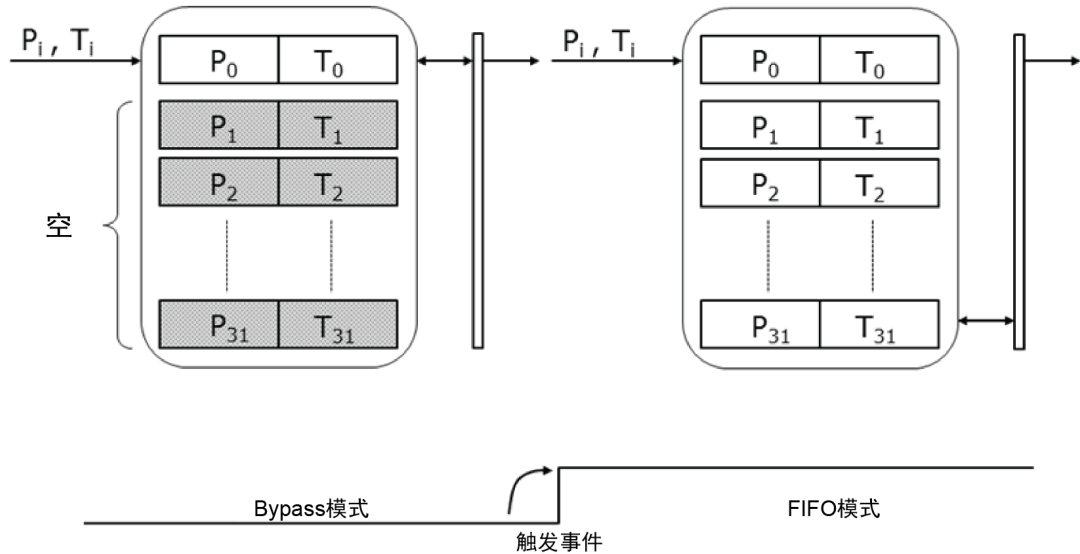 Pi , Ti
P0 T0
P1 T1
P2 T2
P31 T31
空
Pi , Ti
P0 T0
P1 T1
P2 T2
P31 T31
Bypass模式
触发事件
FIFO模式